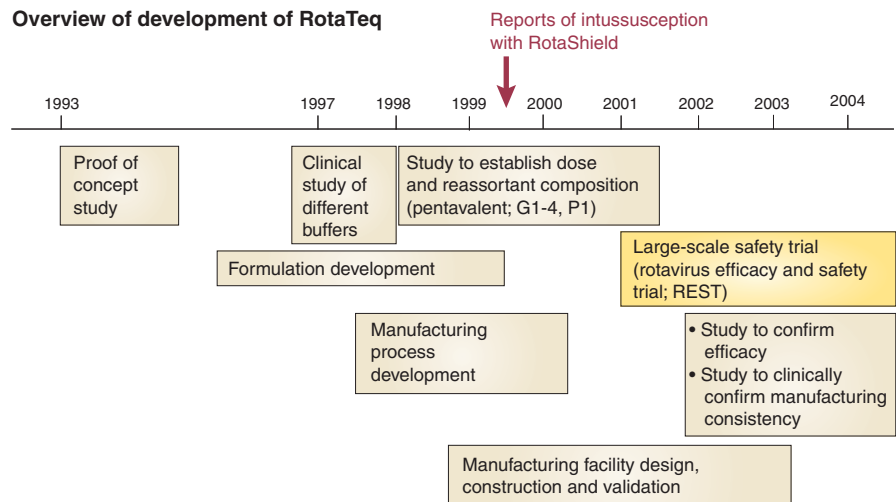 Overview of development of RotaTeq
Reports of intussusception
with RotaShield
1993
1997
1998
1999
2000
2001
2002
2003
2004
Proof of
concept
study
Clinical
study of
different
buffers
Study to establish dose
and reassortant composition
(pentavalent; G1-4, P1)
Formulation development
Large-scale safety trial
(rotavirus efficacy and safety
trial; REST)
Manufacturing
process
development
• Study to confirm
efficacy
• Study to clinically
confirm manufacturing
consistency
Manufacturing facility design,
construction and validation